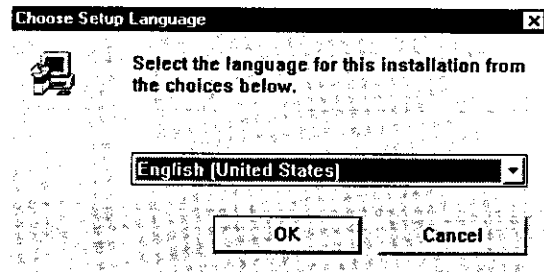 Choose Setup Language
Select the language for this installation from
the choices below.
English (United States)
OK
Cancel